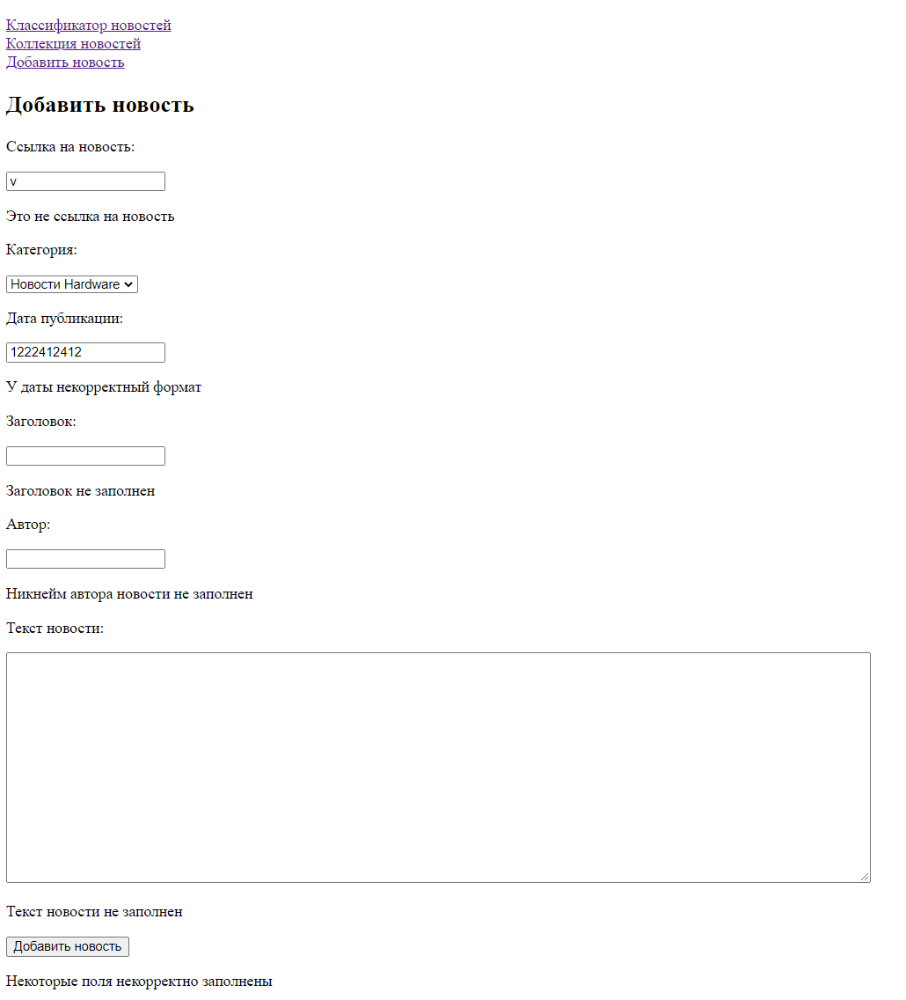 Классификатор новостей
Коллекция новостей
Добавить новость
Добавить новость
Ссылка на новость:
v
Это не ссылка на новость
Категория:
Новости Hardware
Дата публикации:
1222412412
У даты некорректный формат
Заголовок:
Заголовок не заполнен
Автор:
Никнейм автора новости не заполнен
Текст новости:
Текст новости не заполнен
Добавить новость
Некоторые поля некорректно заполнены